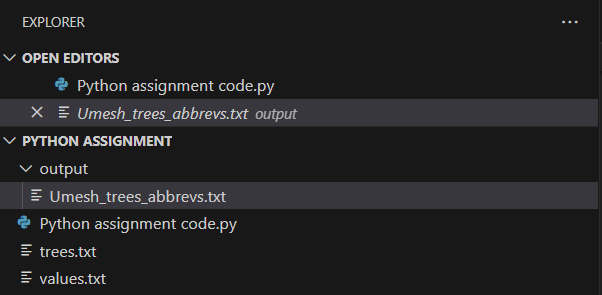 EXPLORER
OPEN EDITORS
Python assignment code.py
Umesh_trees_abbrevs.txt output
PYTHON ASSIGNMENT
output
Umesh_trees_abbrevs.txt
Python assignment code.py
trees.txt
values.txt